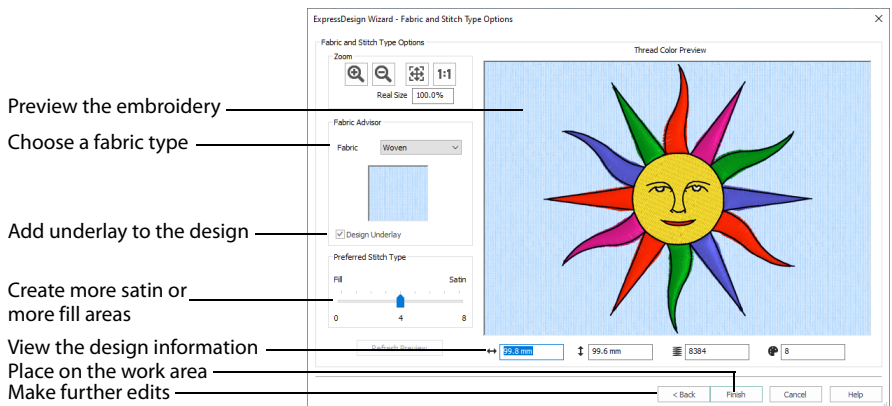 ExpressDesign Wizard - Fabric and Stitch Type Options
Fabric and Stitch Type Options
Zoom
1:1
Real Size 100.0%
Thread Color Preview
Preview the embroidery
Fabric Advisor
Choose a fabric type
Fabric Woven
Add underlay to the design
Design Underlay
Preferred Stitch Type
Fill Satin
Create more satin or
more fill areas
0 4 8
View the design information
Refresh Preview
99.8 mm 99.6 mm 8384 8
Place on the work area
Make further edits
< Back Finish Cancel Help